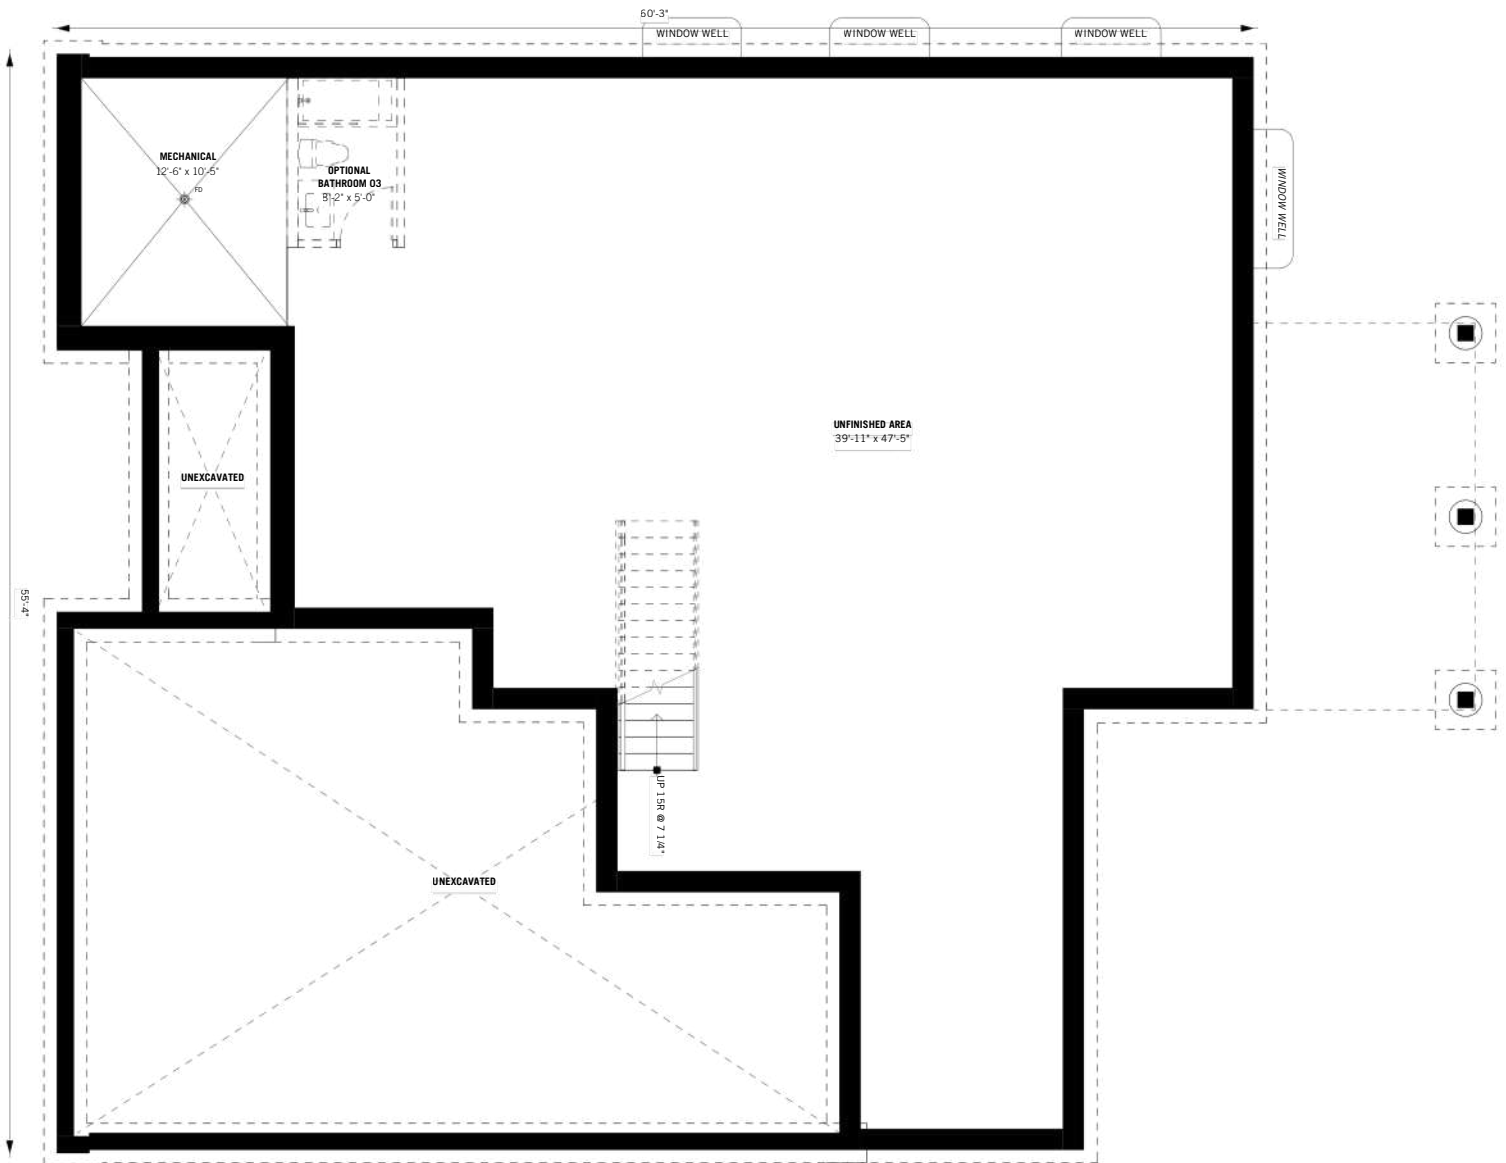 60'-3"
WINDOW WELL
WINDOW WELL
WINDOW WELL
MECHANICAL
12'-6" x 10'-5"
FD
OPTIONAL
BATHROOM 03
8'-2" x 5'-0"
WINDOW WELL
UNFINISHED AREA
39'-11" x 47'-5"
UNEXCAVATED
55'-4"
UP 15R @ 7 1/4"
UNEXCAVATED